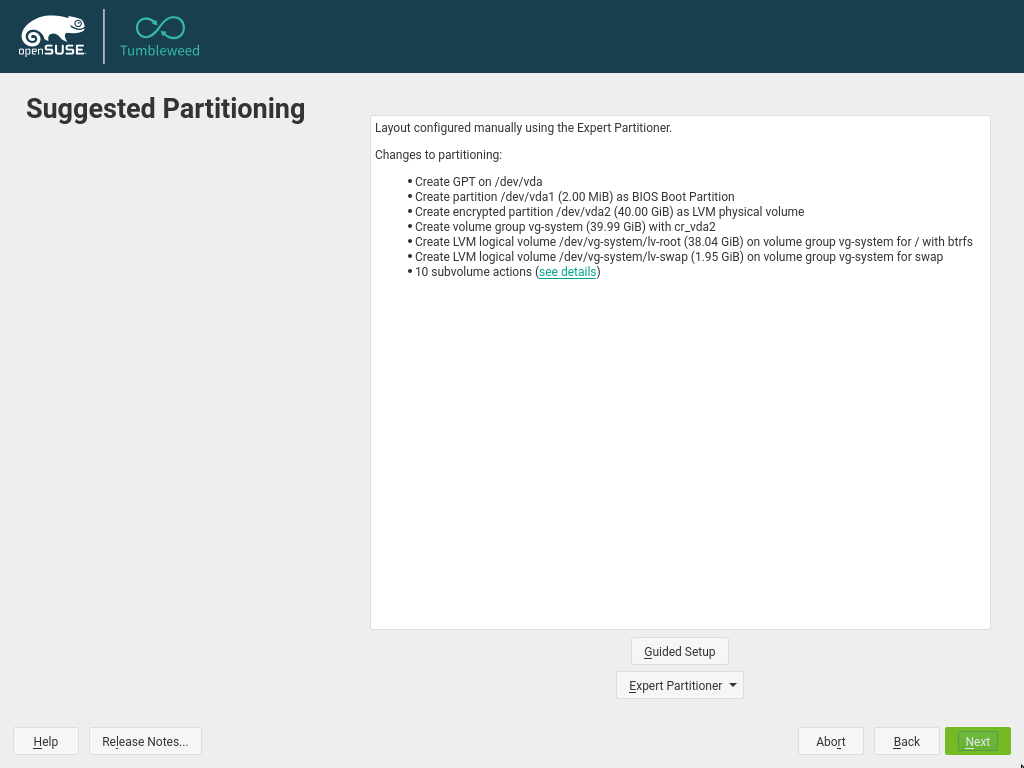 openSUSE
Tumbleweed
Suggested Partitioning
Layout configured manually using the Expert Partitioner.
Changes to partitioning:
• Create GPT on /dev/vda
• Create partition /dev/vda1 (2.00 MiB) as BIOS Boot Partition
• Create encrypted partition /dev/vda2 (40.00 GiB) as LVM physical volume
• Create volume group vg-system (39.99 GiB) with cr_vda2
• Create LVM logical volume /dev/vg-system/lv-root (38.04 GiB) on volume group vg-system for / with btrfs
• Create LVM logical volume /dev/vg-system/lv-swap (1.95 GiB) on volume group vg-system for swap
• 10 subvolume actions (see details)
Guided Setup
Expert Partitioner
Help
Release Notes...
Abort
Back
Next